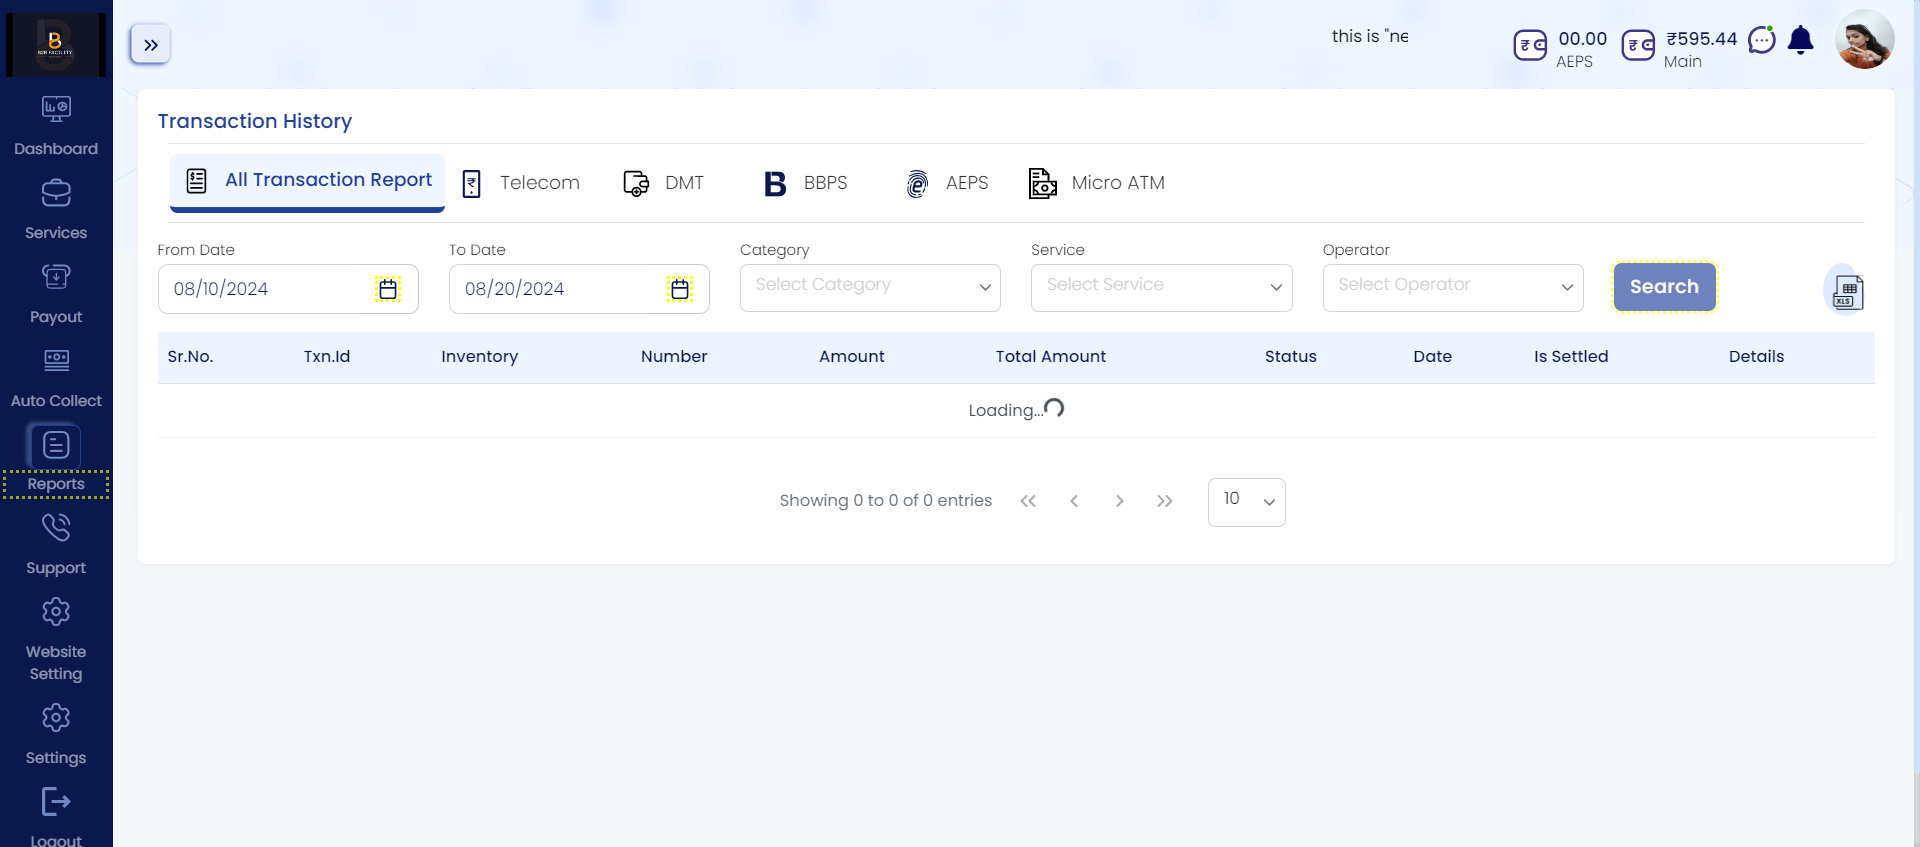 B2B FACILITY
this is "ne
00.00
AEPS
₹595.44
Main
Dashboard
Services
Payout
Auto Collect
Reports
Support
Website
Setting
Settings
Logout
Transaction History
All Transaction Report
Telecom
DMT
BBPS
AEPS
Micro ATM
From Date
To Date
Category
Service
Operator
08/10/2024
08/20/2024
Select Category
Select Service
Select Operator
Search
XLS
Sr.No. Txn.Id Inventory Number Amount Total Amount Status Date Is Settled Details
Loading...
Showing 0 to 0 of 0 entries
10